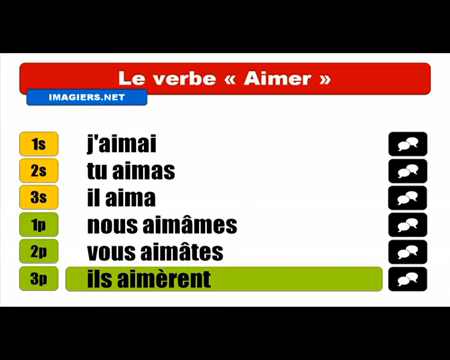 Le verbe « Aimer »
IMAGIERS.NET
1s j'aimai
2s tu aimas
3s il aima
1p nous aimâmes
2p vous aimâtes
3p ils aimèrent